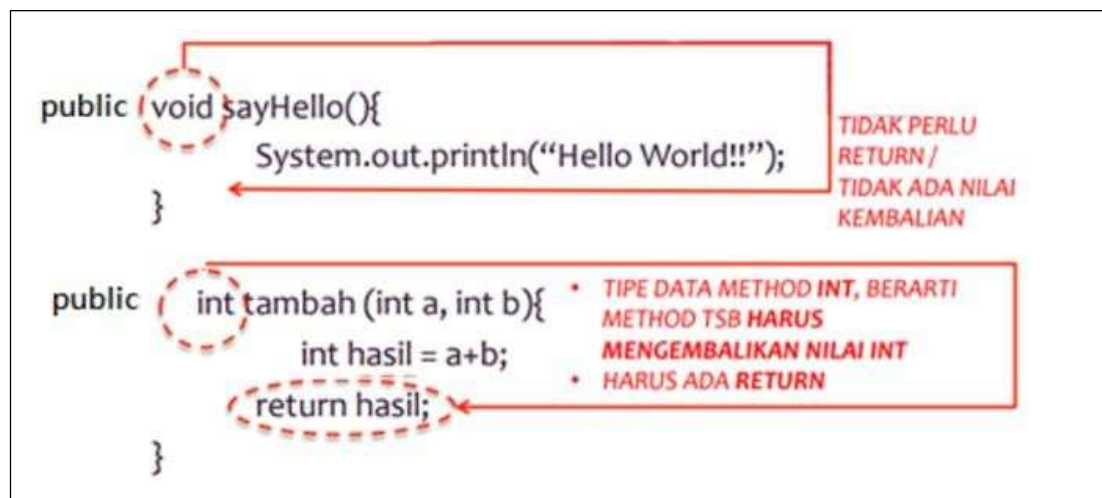 public void sayHello(){
System.out.println(“Hello World!!”);
}
TIDAK PERLU
RETURN /
TIDAK ADA NILAI
KEMBALIAN
public int tambah (int a, int b){
int hasil = a+b;
return hasil;
}
• TIPE DATA METHOD INT, BERARTI
METHOD TSB HARUS
MENGEMBALIKAN NILAI INT
• HARUS ADA RETURN